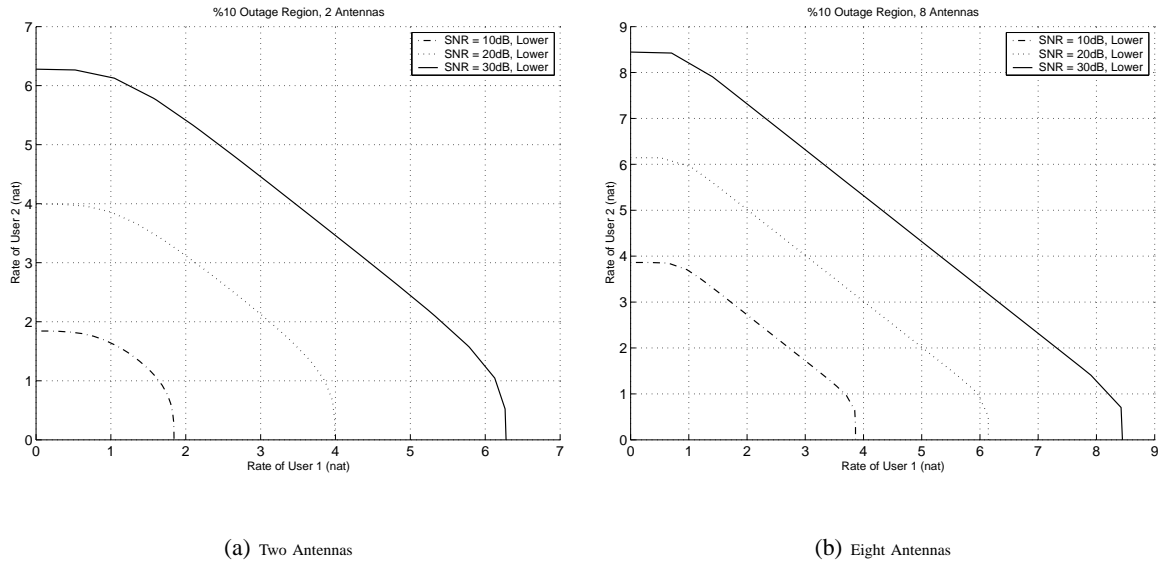 %10 Outage Region, 2 Antennas
SNR = 10dB, Lower
SNR = 20dB, Lower
SNR = 30dB, Lower
Rate of User 2 (nat)
7
6
5
4
3
2
1
0
0 1 2 3 4 5 6 7
Rate of User 1 (nat)
(a) Two Antennas
%10 Outage Region, 8 Antennas
SNR = 10dB, Lower
SNR = 20dB, Lower
SNR = 30dB, Lower
Rate of User 2 (nat)
9
8
7
6
5
4
3
2
1
0
0 1 2 3 4 5 6 7 8 9
Rate of User 1 (nat)
(b) Eight Antennas